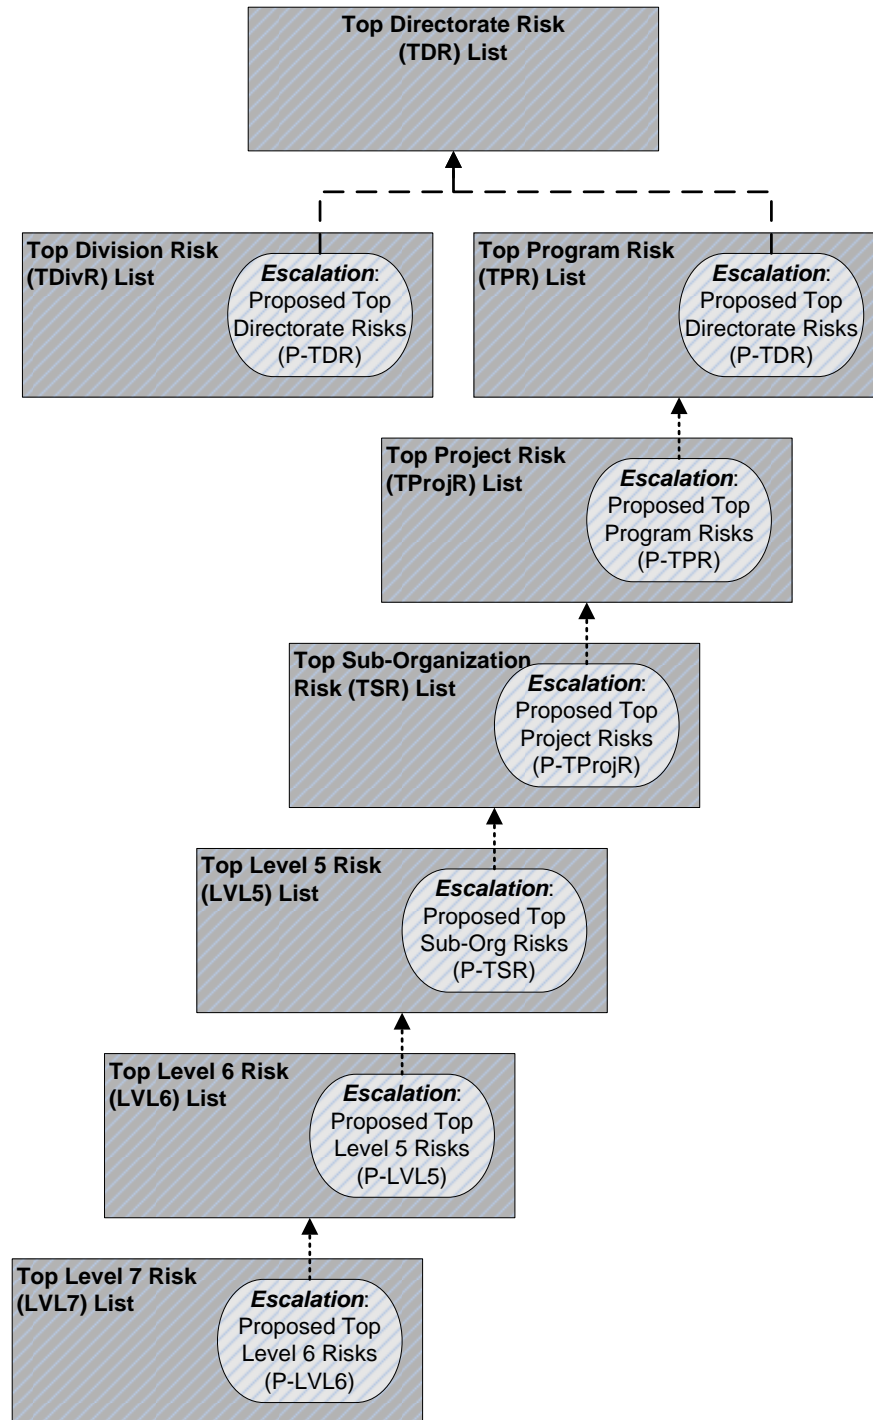 Top Directorate Risk
(TDR) List
Top Division Risk
(TDivR) List
Escalation:
Proposed Top
Directorate Risks
(P-TDR)
Top Program Risk
(TPR) List
Escalation:
Proposed Top
Directorate Risks
(P-TDR)
Top Project Risk
(TProjR) List
Escalation:
Proposed Top
Program Risks
(P-TPR)
Top Sub-Organization
Risk (TSR) List
Escalation:
Proposed Top
Project Risks
(P-TProjR)
Top Level 5 Risk
(LVL5) List
Escalation:
Proposed Top
Sub-Org Risks
(P-TSR)
Top Level 6 Risk
(LVL6) List
Escalation:
Proposed Top
Level 5 Risks
(P-LVL5)
Top Level 7 Risk
(LVL7) List
Escalation:
Proposed Top
Level 6 Risks
(P-LVL6)